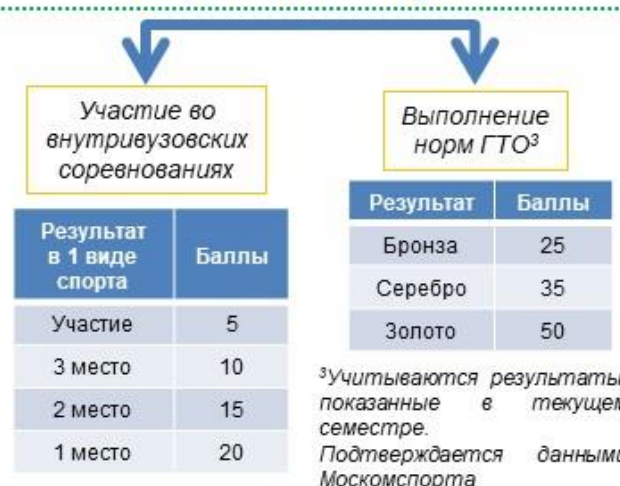 Участие во
внутривузовских
соревнованиях
Результат
в 1 виде
спорта
Баллы
Участие 5
3 место 10
2 место 15
1 место 20
Выполнение
норм ГТО³
Результат Баллы
Бронза 25
Серебро 35
Золото 50
³Учитываются результаты
показанные в текущем
семестре.
Подтверждается данными
Москомспорта